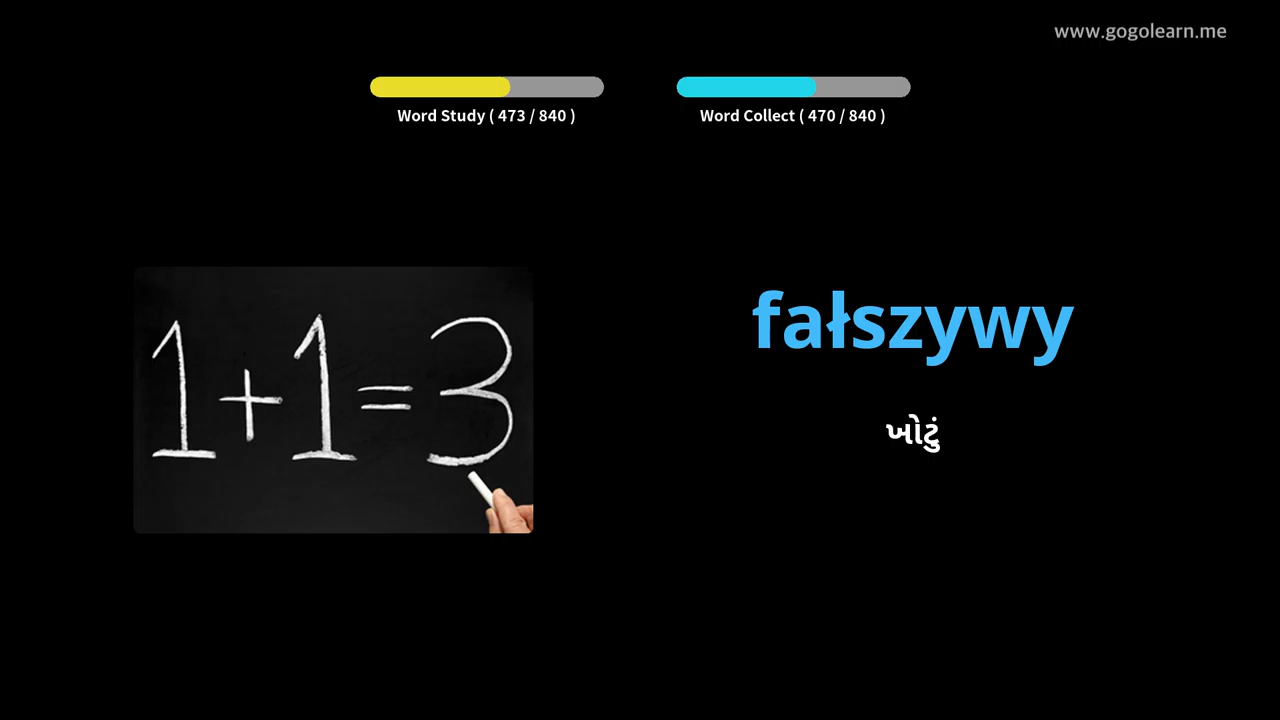 www.gogolearn.me
Word Study ( 473 / 840 )
Word Collect ( 470 / 840 )
1+1=3
fałszywy
ખોટું